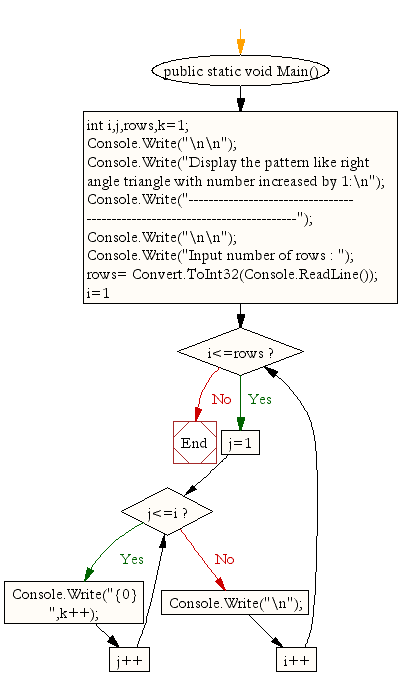 public static void Main()
int i,j,rows,k=1;
Console.Write("\n\n");
Console.Write("Display the pattern like right
angle triangle with number increased by 1:\n");
Console.Write("---------------------------------
------------------------------------------");
Console.Write("\n\n");
Console.Write("Input number of rows : ");
rows= Convert.ToInt32(Console.ReadLine());
i=1
i<=rows ?
No
Yes
End
j=1
j<=i ?
Yes
No
Console.Write("{0}
",k++);
Console.Write("\n");
j++
i++